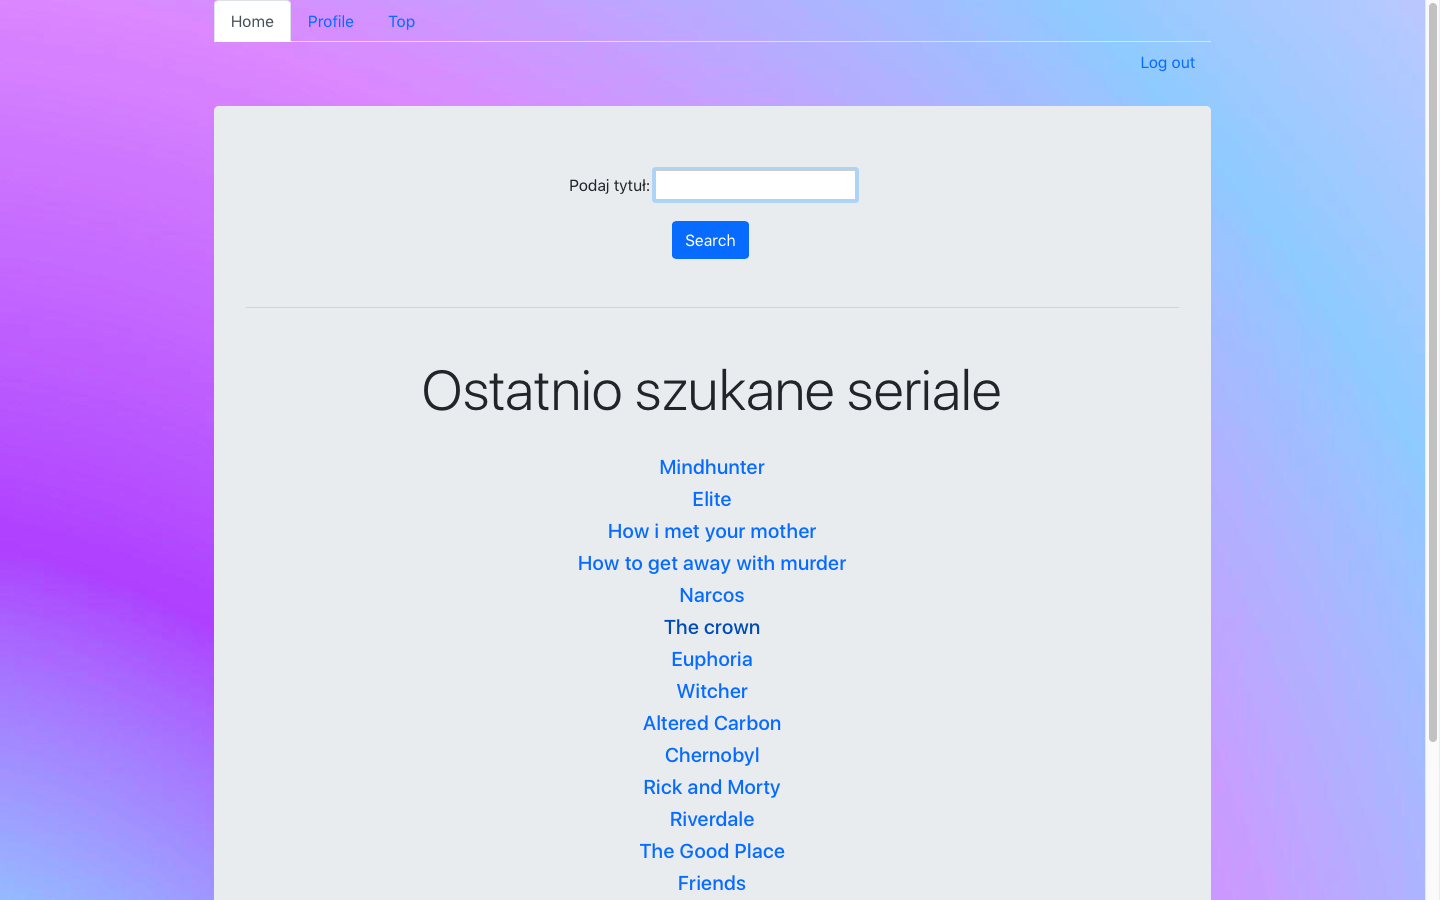 Home Profile Top
Log out
Podaj tytuł:
Search
Ostatnio szukane seriale
Mindhunter
Elite
How i met your mother
How to get away with murder
Narcos
The crown
Euphoria
Witcher
Altered Carbon
Chernobyl
Rick and Morty
Riverdale
The Good Place
Friends